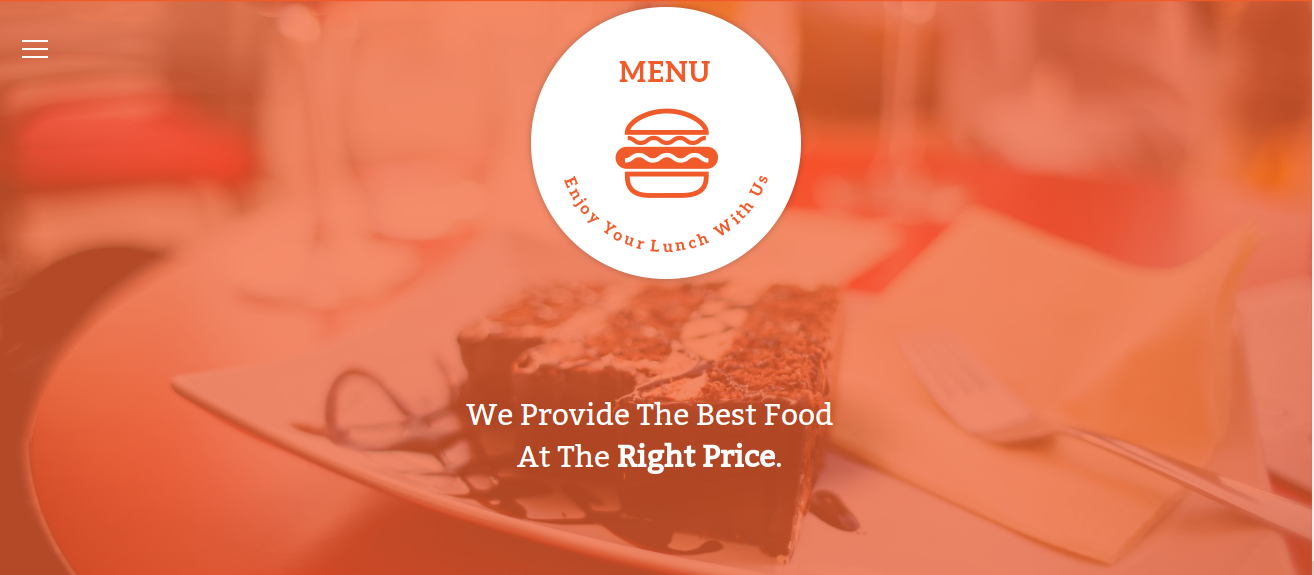 MENU
Enjoy Your Lunch With Us
We Provide The Best Food
At The Right Price.